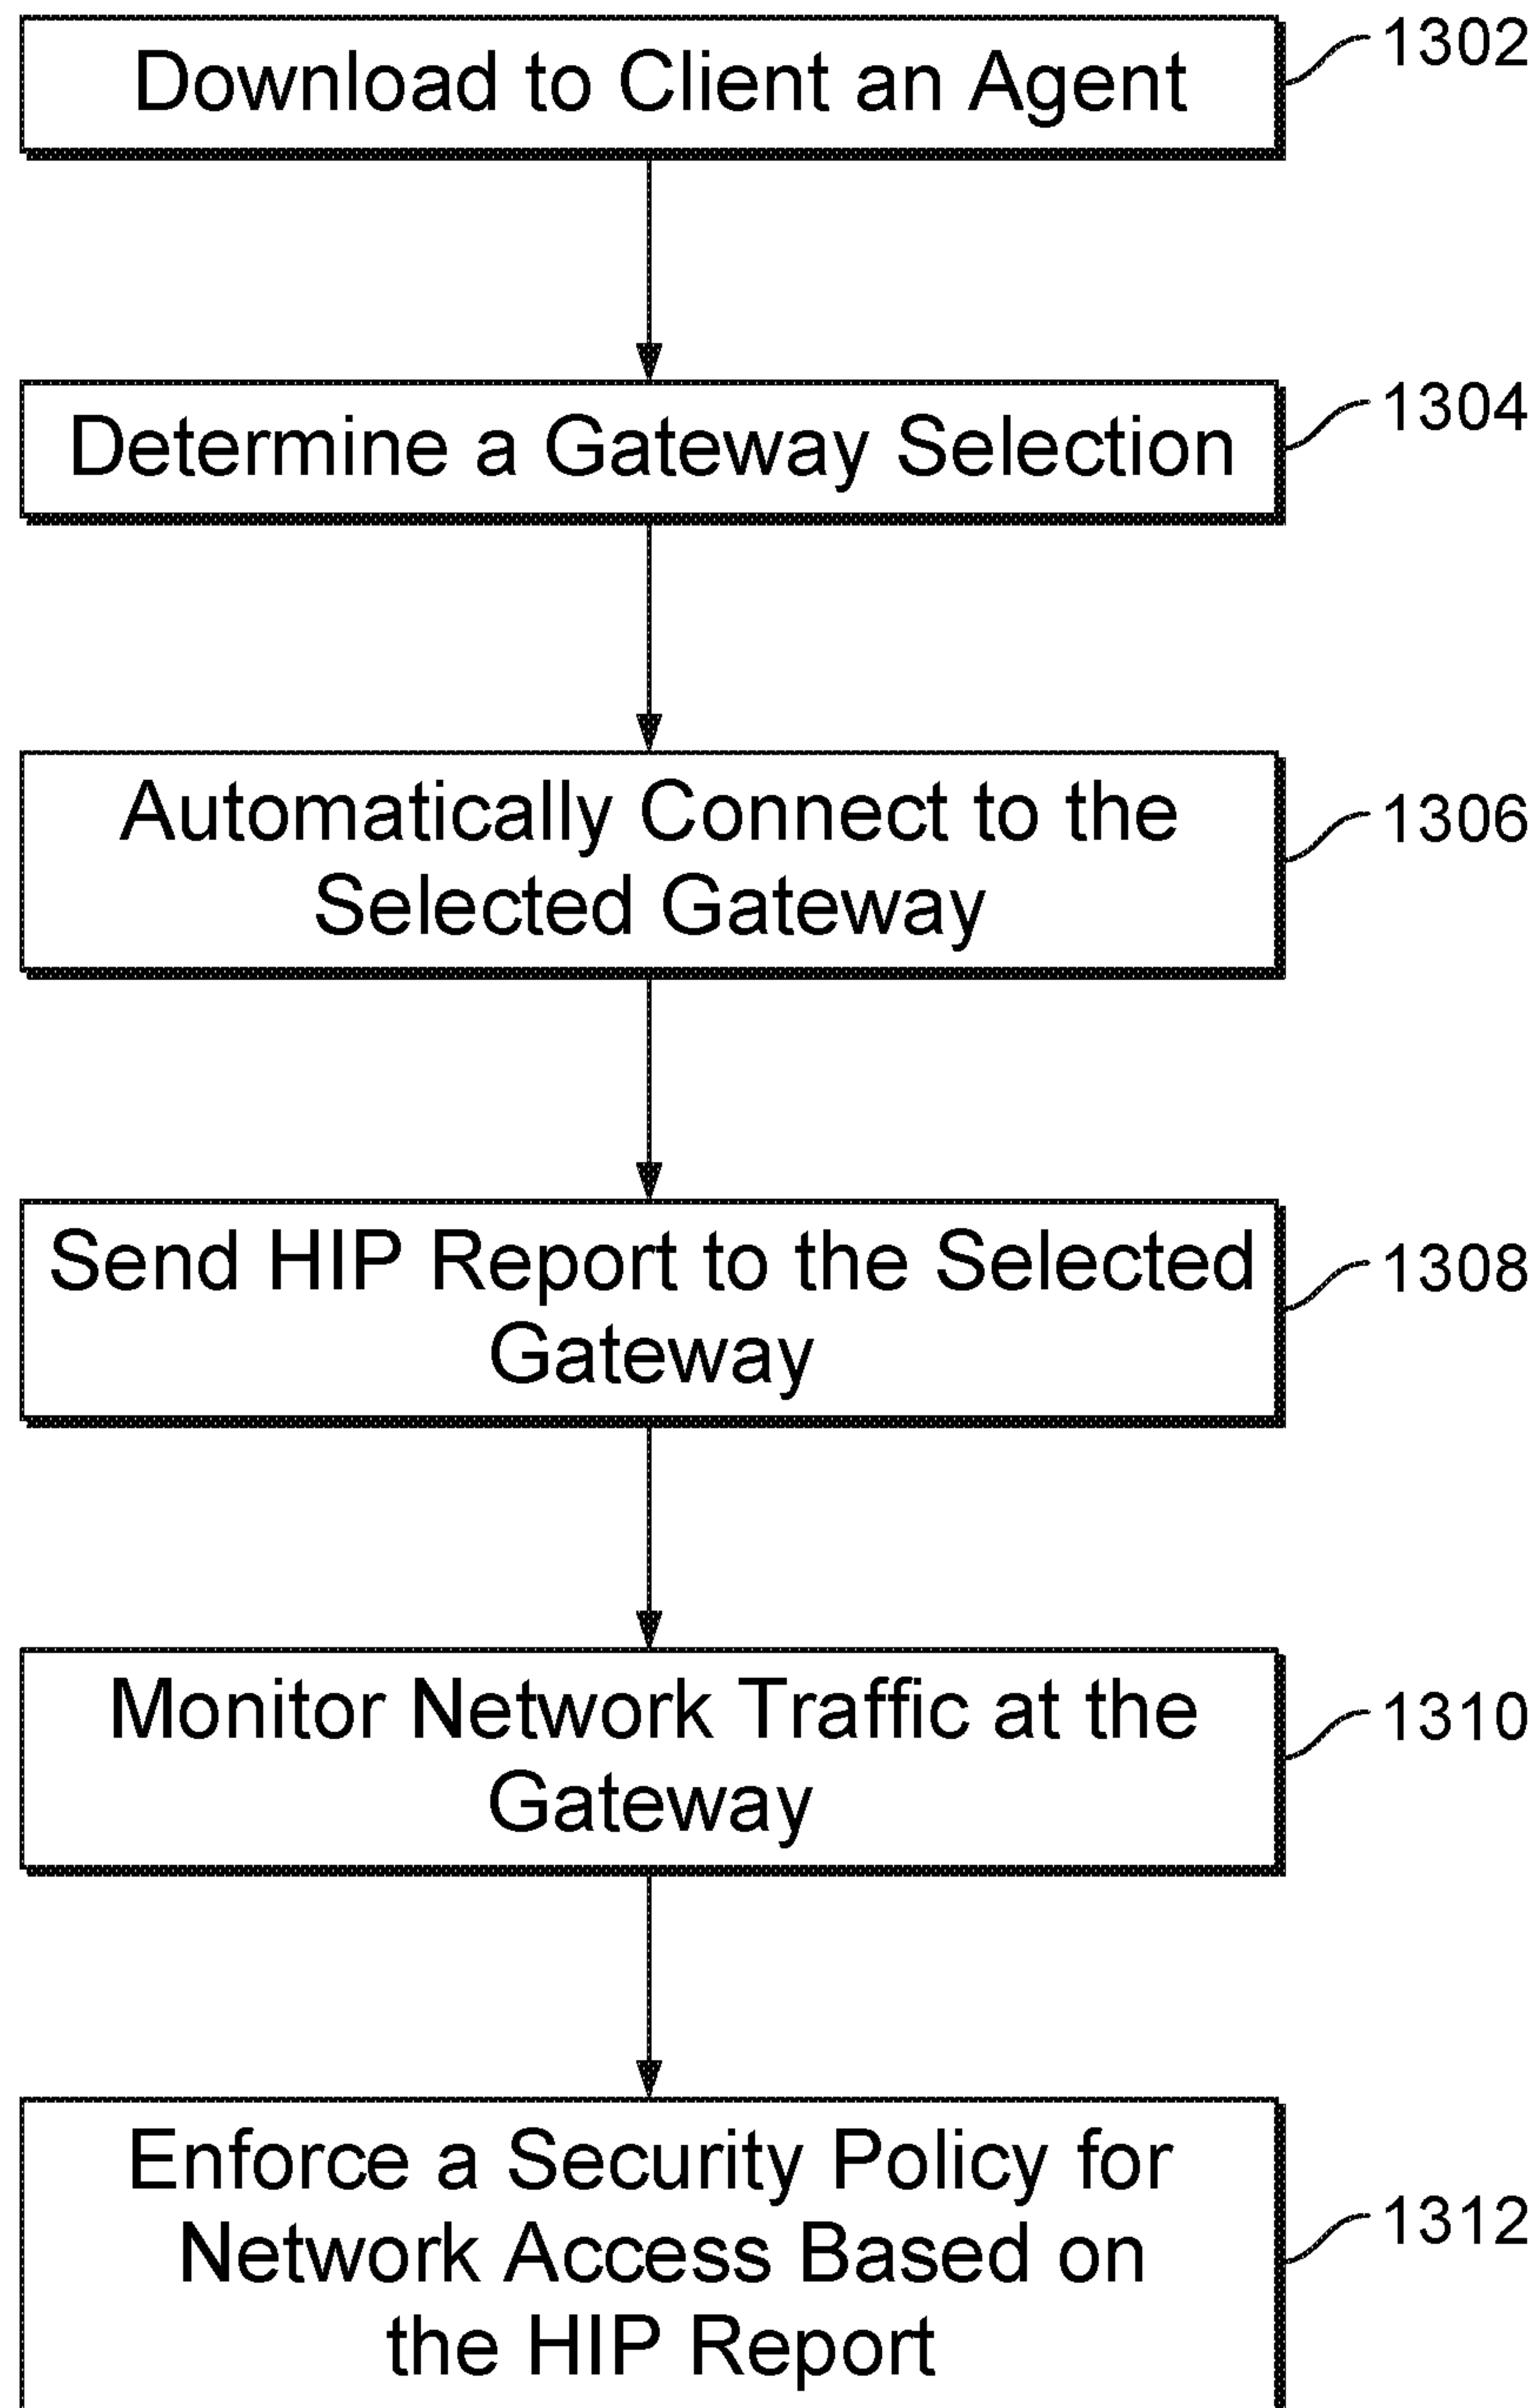 Download to Client an Agent
1302
Determine a Gateway Selection
1304
Automatically Connect to the
Selected Gateway
1306
Send HIP Report to the Selected
Gateway
1308
Monitor Network Traffic at the
Gateway
1310
Enforce a Security Policy for
Network Access Based on
the HIP Report
1312